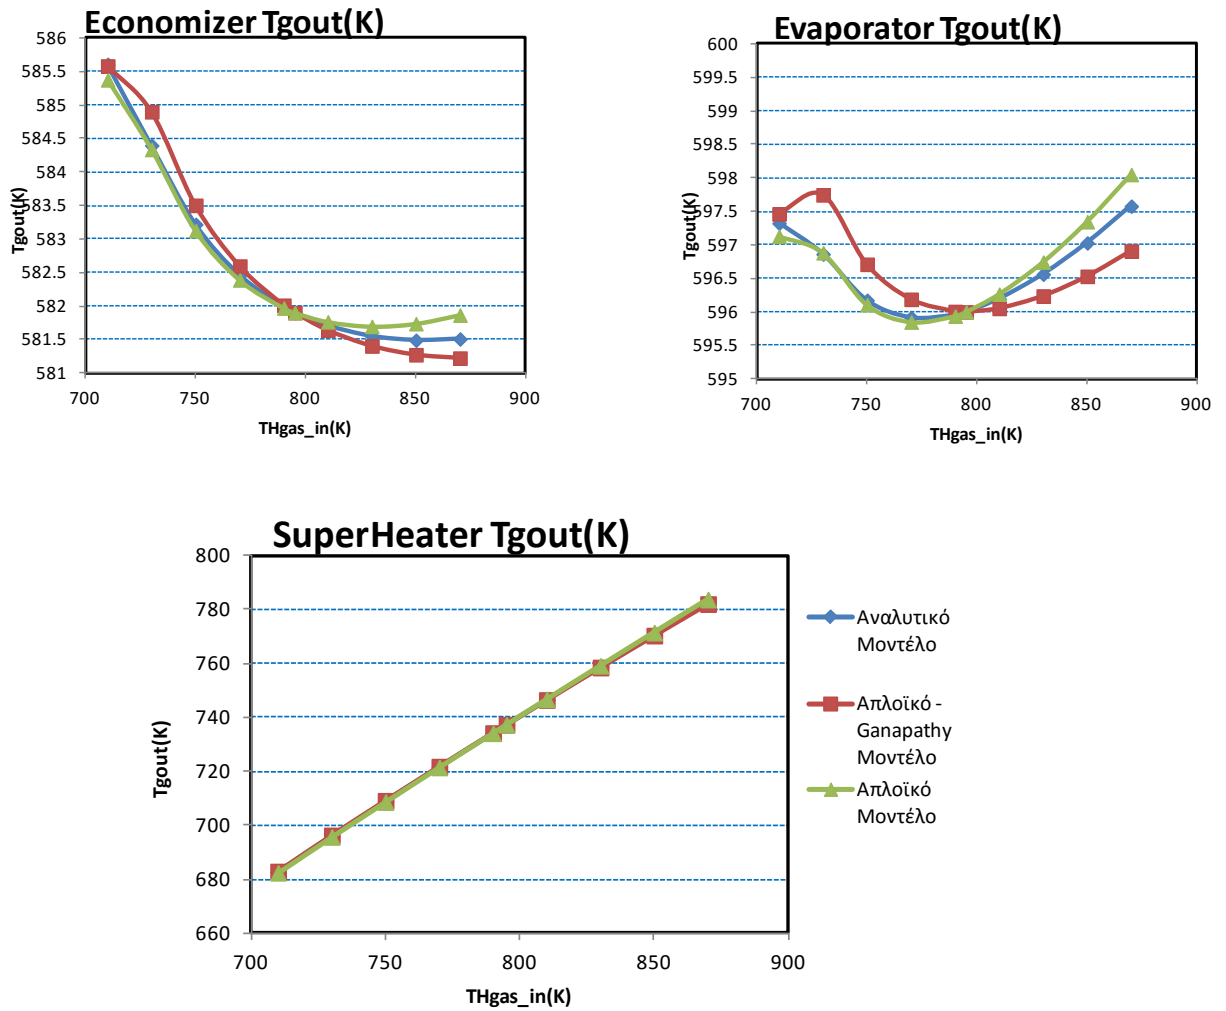 Economizer Tgout(K)
586
585.5
585
584.5
584
583.5
583
582.5
582
581.5
581
Tgout(K)
700
750
800
850
900
THgas_in(K)
Evaporator Tgout(K)
600
599.5
599
598.5
598
597.5
597
596.5
596
595.5
595
Tgout(K)
700
750
800
850
900
THgas_in(K)
SuperHeater Tgout(K)
800
780
760
740
720
700
680
660
Tgout(K)
700
750
800
850
900
THgas_in(K)
Αναλυτικό
Μοντέλο
Απλοϊκό -
Ganapathy
Μοντέλο
Απλοϊκό
Μοντέλο